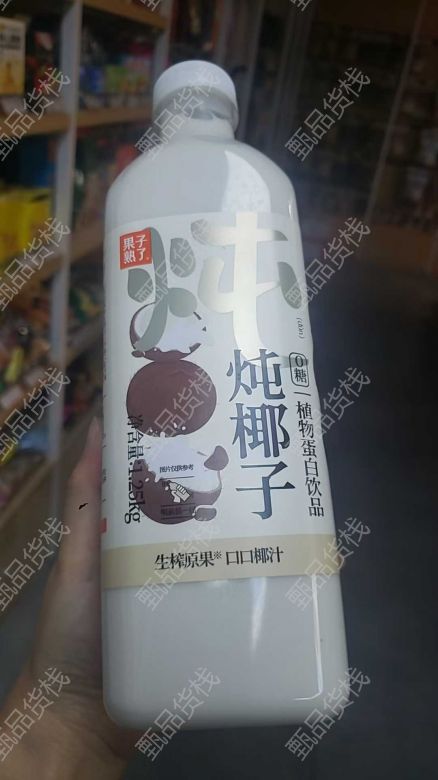 果子
熟了
炖
(dùn)
炖椰子
0糖
植物蛋白饮品
净含量:1.25kg
图片仅供参考
生榨原果※ 口口椰汁
甄品货栈